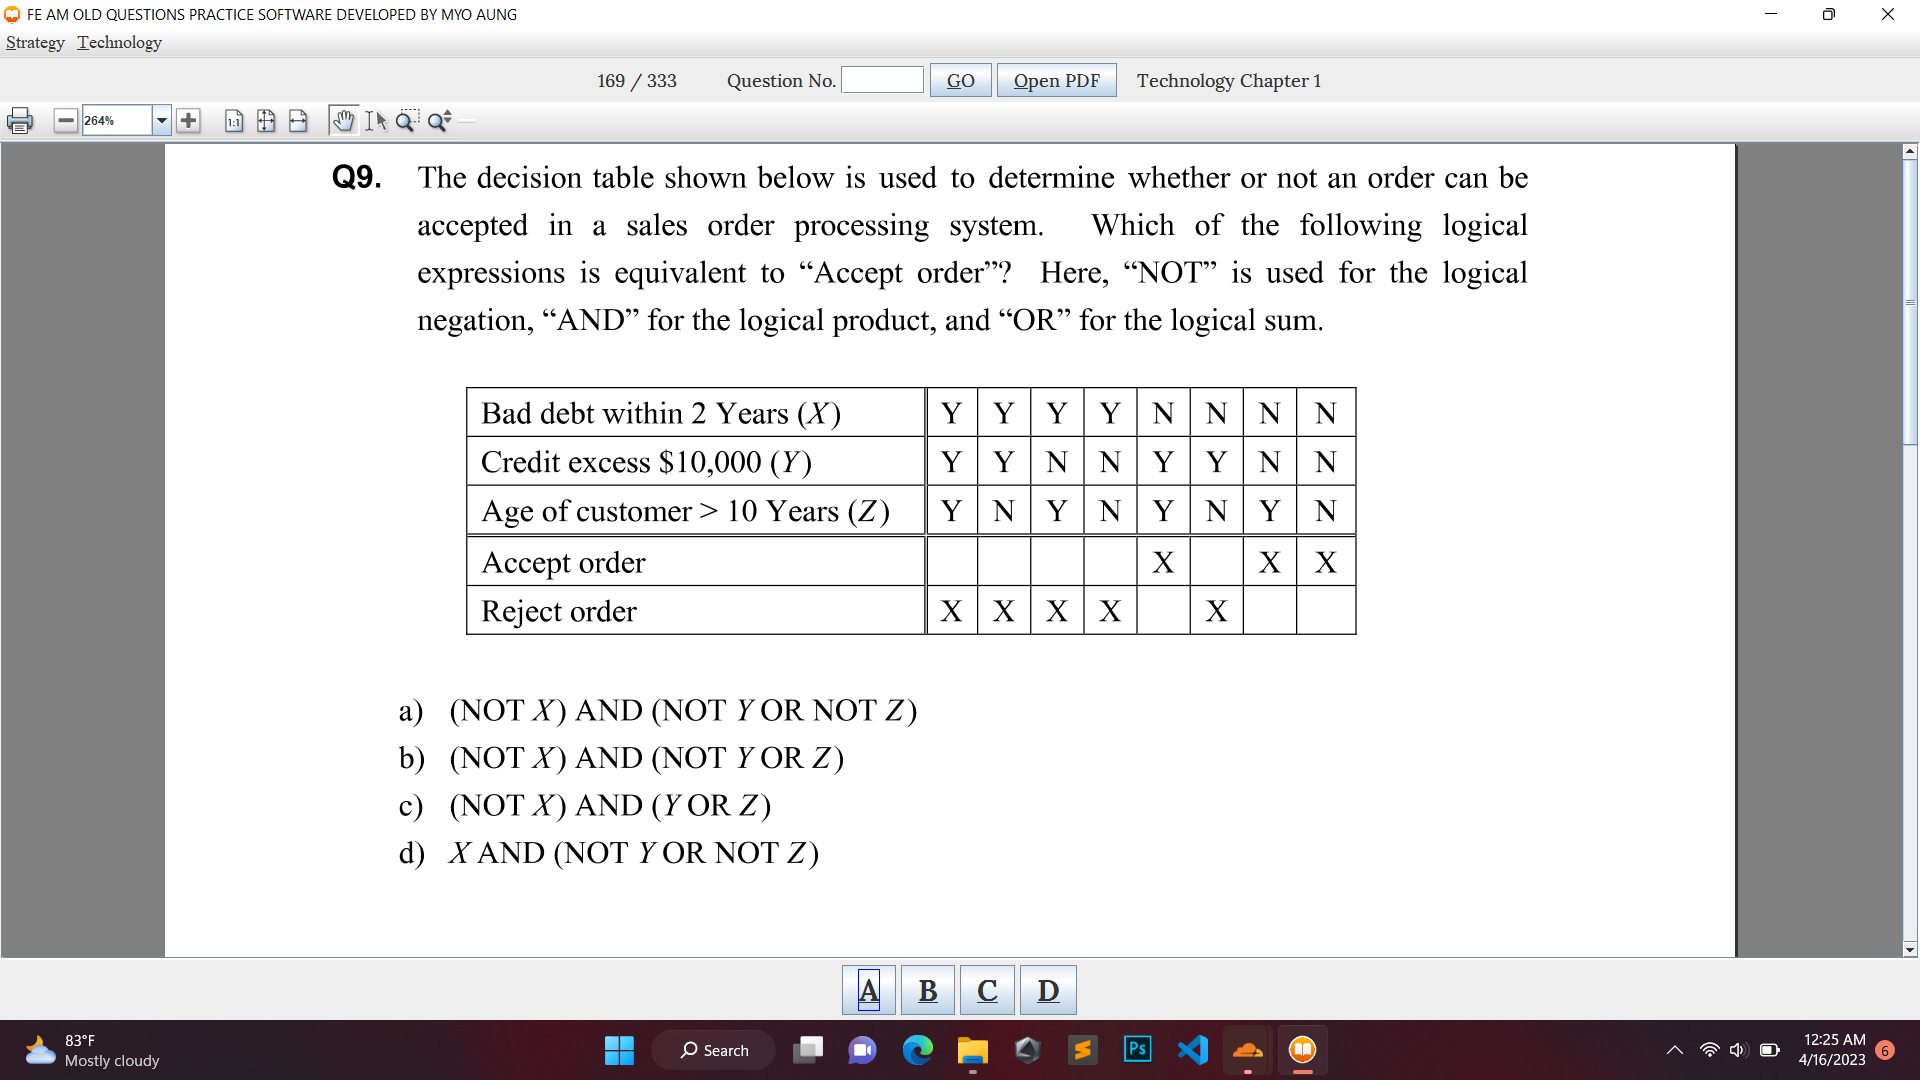 FE AM OLD QUESTIONS PRACTICE SOFTWARE DEVELOPED BY MYO AUNG
Strategy Technology
169 / 333 Question No. GO Open PDF Technology Chapter 1
264% 1:1
Q9. The decision table shown below is used to determine whether or not an order can be
accepted in a sales order processing system. Which of the following logical
expressions is equivalent to “Accept order”? Here, “NOT” is used for the logical
negation, “AND” for the logical product, and “OR” for the logical sum.
Bad debt within 2 Years (X) Y Y Y Y N N N N
Credit excess $10,000 (Y) Y Y N N Y Y N N
Age of customer > 10 Years (Z) Y N Y N Y N Y N
Accept order X X X
Reject order X X X X X
a) (NOT X) AND (NOT Y OR NOT Z)
b) (NOT X) AND (NOT Y OR Z)
c) (NOT X) AND (Y OR Z)
d) X AND (NOT Y OR NOT Z)
A B C D
83°F
Mostly cloudy
Search
Ps
12:25 AM
4/16/2023
6